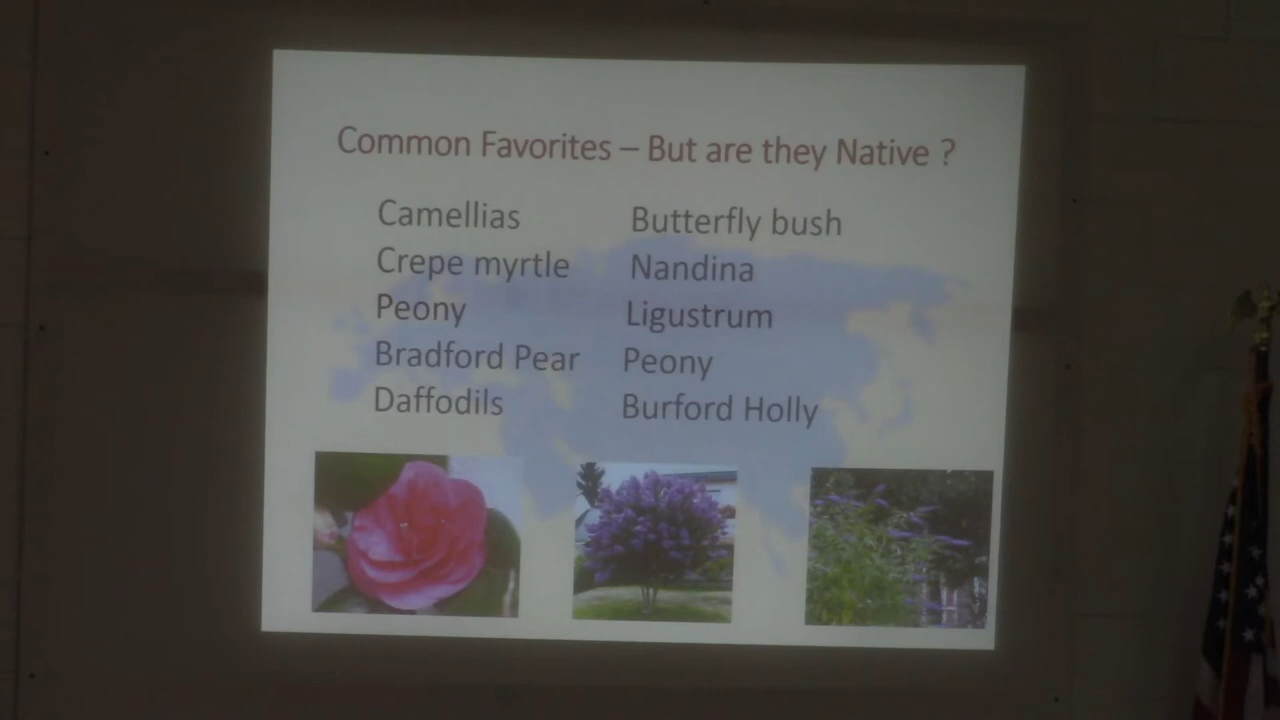 Common Favorites – But are they Native ?
Camellias
Crepe myrtle
Peony
Bradford Pear
Daffodils
Butterfly bush
Nandina
Ligustrum
Peony
Burford Holly